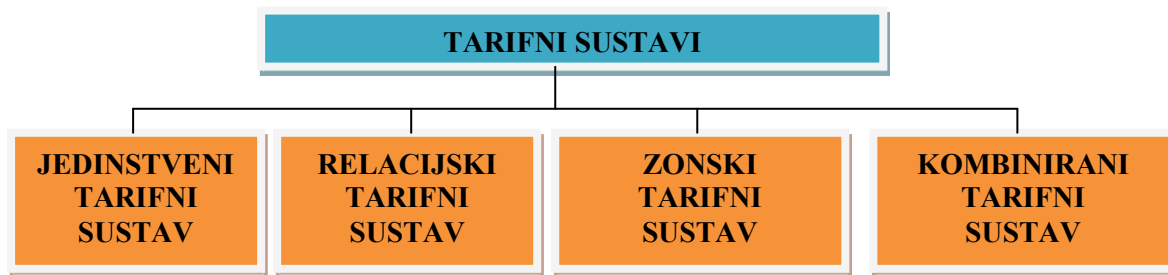 TARIFNI SUSTAVI
JEDINSTVENI
TARIFNI
SUSTAV
RELACIJSKI
TARIFNI
SUSTAV
ZONSKI
TARIFNI
SUSTAV
KOMBINIRANI
TARIFNI
SUSTAV